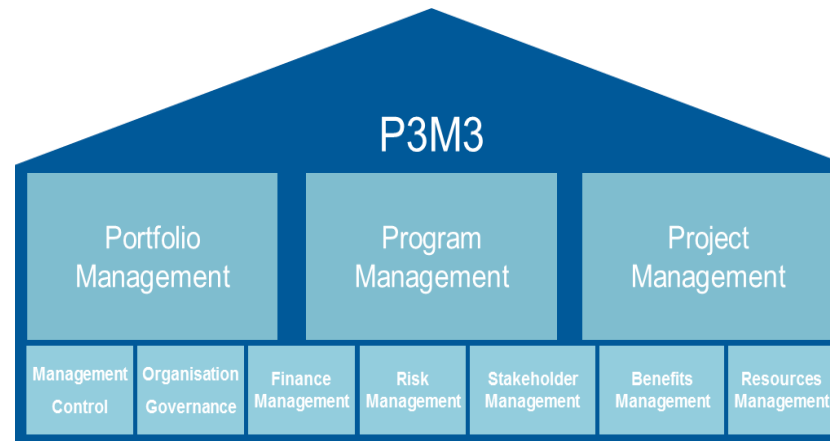 P3M3
Portfolio
Management
Program
Management
Project
Management
Management
Control
Organisation
Governance
Finance
Management
Risk
Management
Stakeholder
Management
Benefits
Management
Resources
Management